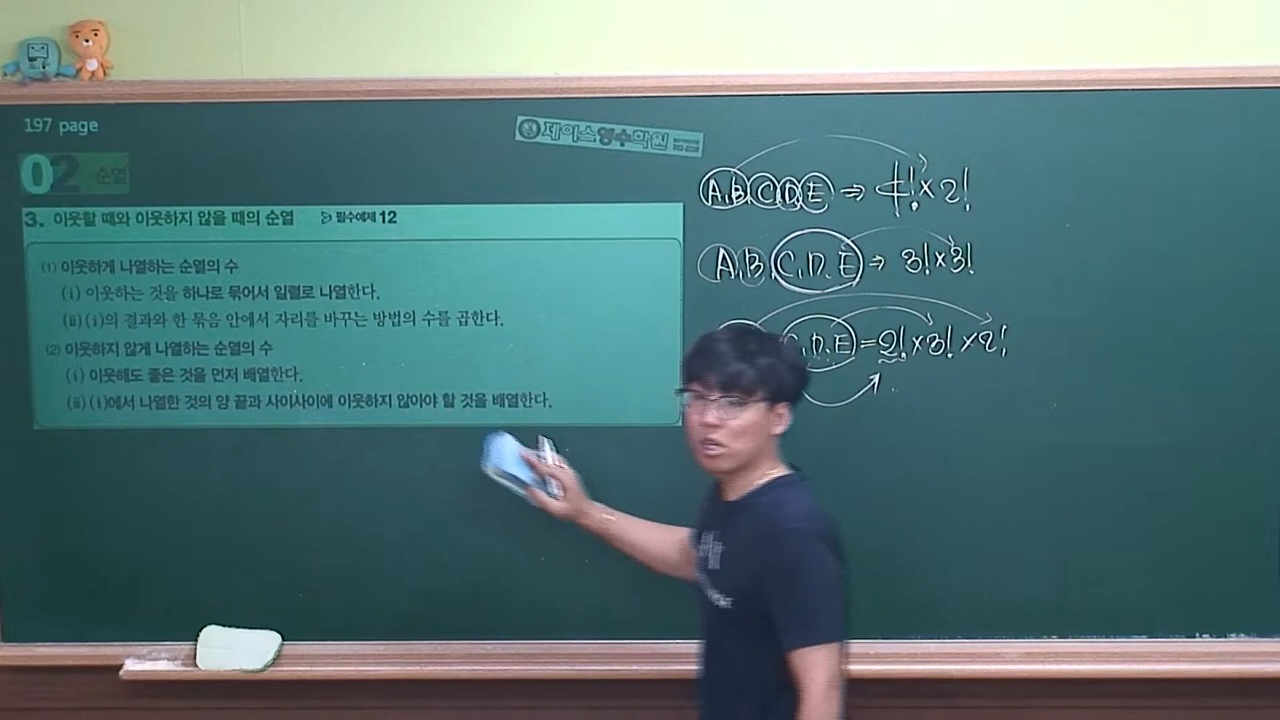 197 page
제이스영수학원
02 순열
3. 이웃할 때와 이웃하지 않을 때의 순열 ▷ 필수예제 12
(1) 이웃하게 나열하는 순열의 수
(i) 이웃하는 것을 하나로 묶어서 일렬로 나열한다.
(ii) (i)의 결과와 한 묶음 안에서 자리를 바꾸는 방법의 수를 곱한다.
(2) 이웃하지 않게 나열하는 순열의 수
(i) 이웃해도 좋은 것을 먼저 배열한다.
(ii) (i)에서 나열한 것의 양 끝과 사이사이에 이웃하지 않아야 할 것을 배열한다.
A, B, C, D, E ⇒ 4! × 2!
A, B, C, D, E ⇒ 3! × 3!
C, D, E = 2! × 3! × 2!